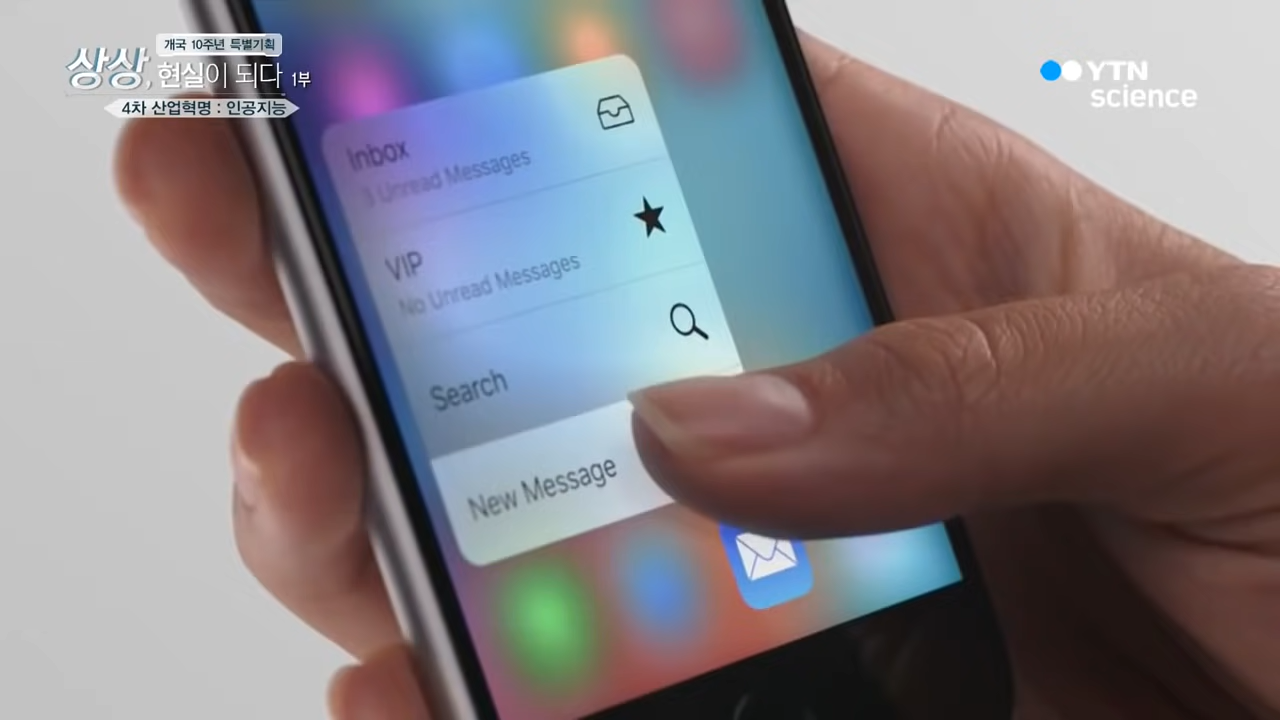 개국 10주년 특별기획
상상, 현실이 되다 1부
4차 산업혁명 : 인공지능
YTN
science
Inbox
3 Unread Messages
VIP
No Unread Messages
Search
New Message